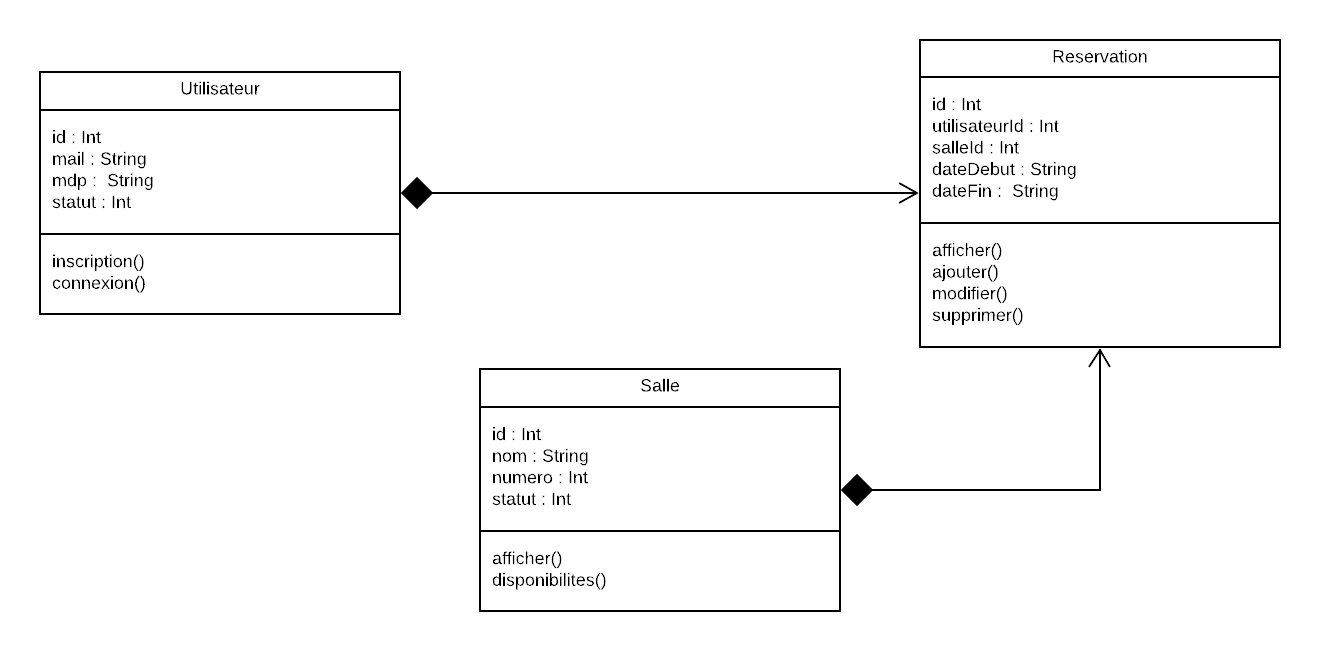 Utilisateur
id : Int
mail : String
mdp :  String
statut : Int
inscription()
connexion()
Reservation
id : Int
utilisateurId : Int
salleId : Int
dateDebut : String
dateFin :  String
afficher()
ajouter()
modifier()
supprimer()
Salle
id : Int
nom : String
numero : Int
statut : Int
afficher()
disponibilites()